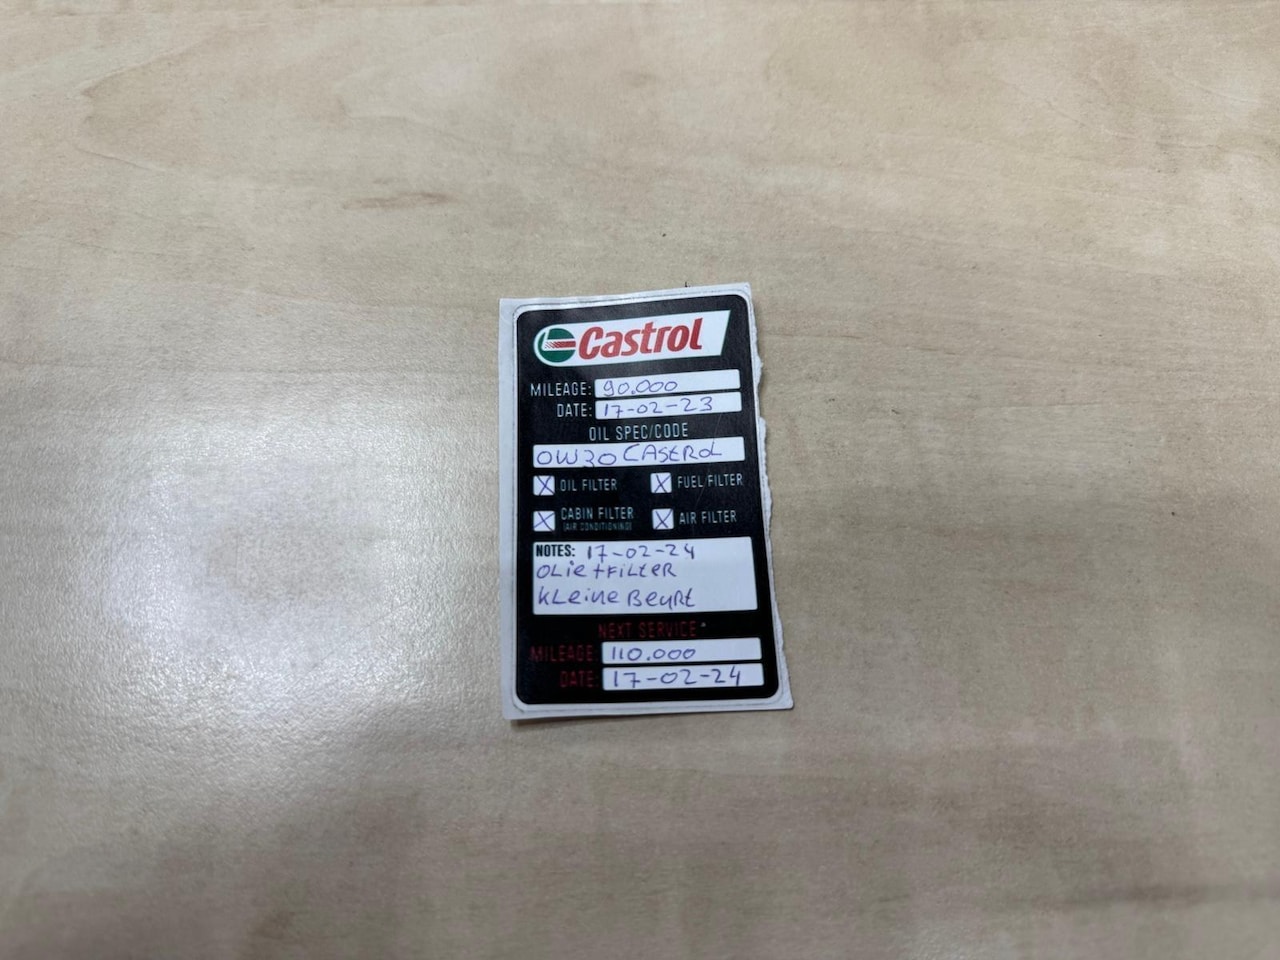 Castrol
MILEAGE: 90.000
DATE: 17-02-23
OIL SPEC/CODE
0W30 CAStRoL
X OIL FILTER X FUEL FILTER
X CABIN FILTER X AIR FILTER
(AIR CONDITIONING)
NOTES: 17-02-24
OLie +FiLteR
KLeine BeuRt
NEXT SERVICE
MILEAGE: 110.000
DATE: 17-02-24